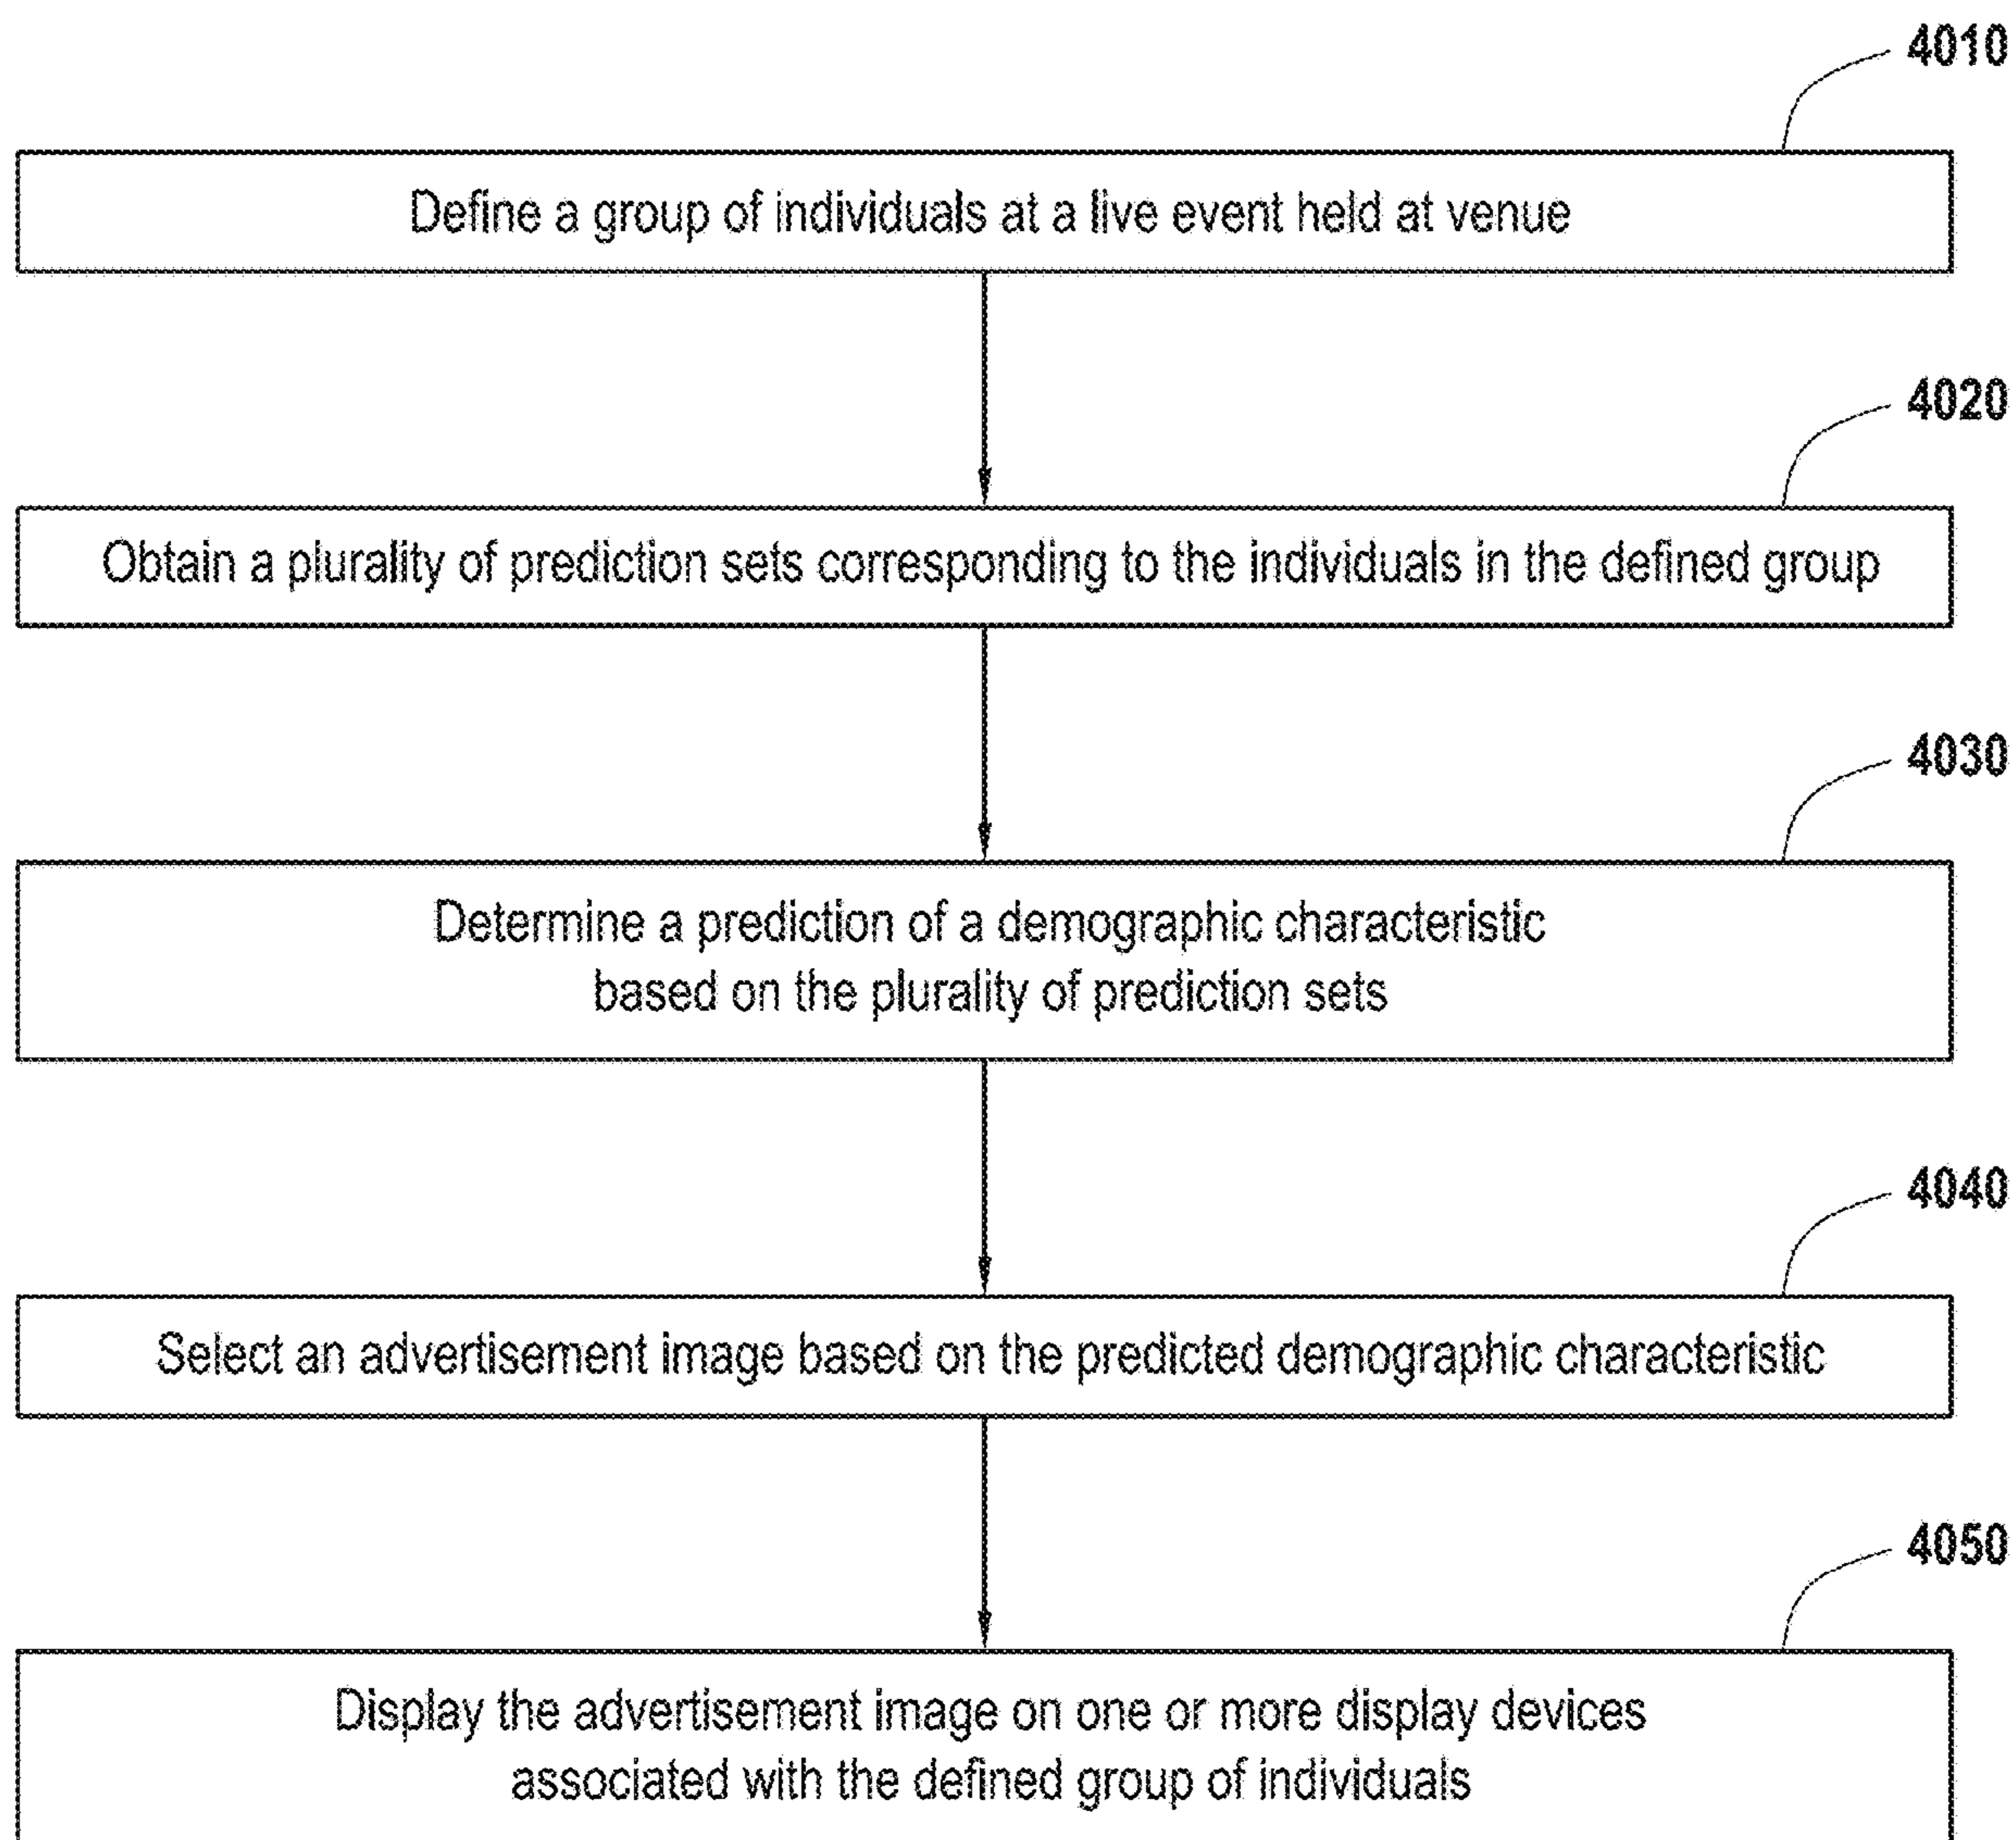 4010
Define a group of individuals at a live event held at venue
4020
Obtain a plurality of prediction sets corresponding to the individuals in the defined group
4030
Determine a prediction of a demographic characteristic
based on the plurality of prediction sets
4040
Select an advertisement image based on the predicted demographic characteristic
4050
Display the advertisement image on one or more display devices
associated with the defined group of individuals